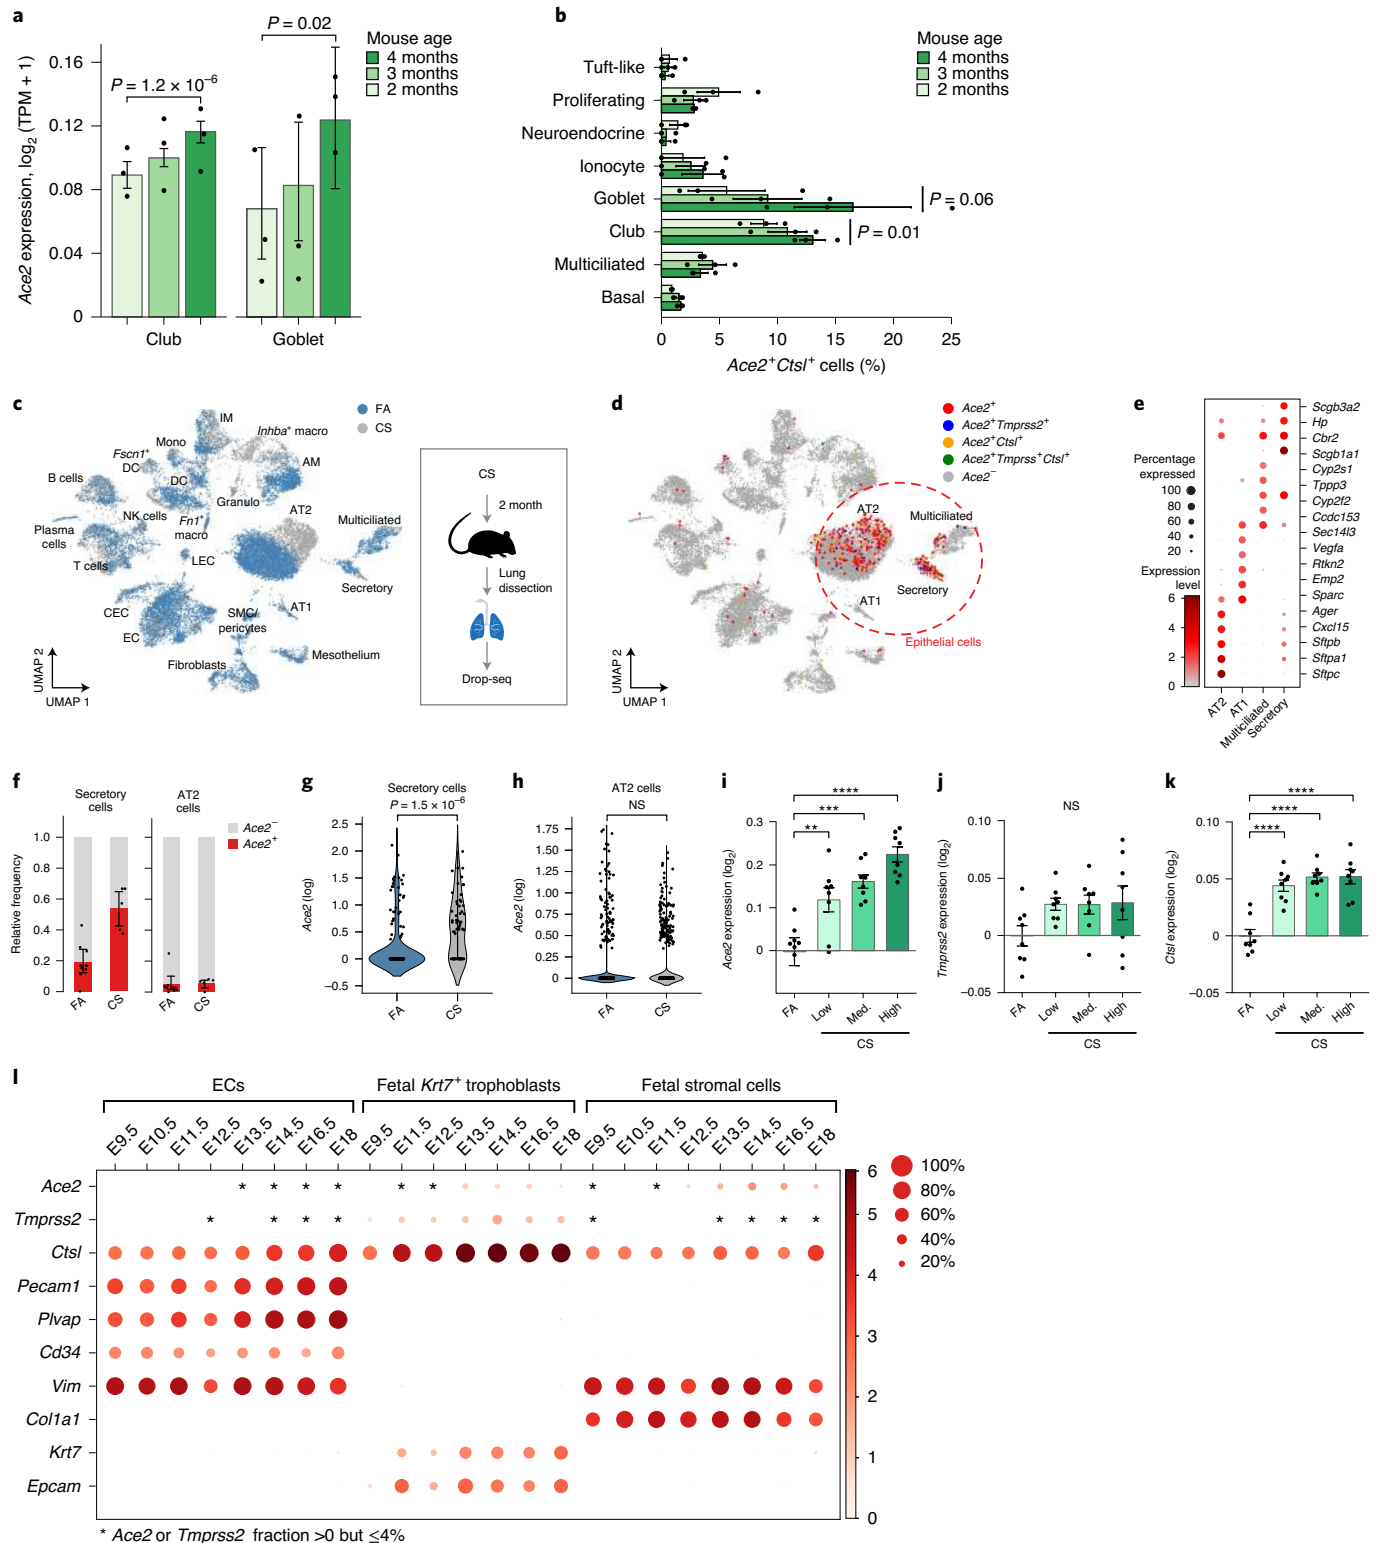 a
P = 0.02
Mouse age
4 months
3 months
2 months
P = 1.2 × 10⁻⁶
Ace2 expression, log₂ (TPM + 1)
0.16
0.12
0.08
0.04
0
Club
Goblet
b
Mouse age
4 months
3 months
2 months
Tuft-like
Proliferating
Neuroendocrine
Ionocyte
Goblet
Club
Multiciliated
Basal
P = 0.06
P = 0.01
0 5 10 15 20 25
Ace2⁺Ctsl⁺ cells (%)
c
FA
CS
IM
Inhba⁺ macro
Mono
Fscn1⁺
DC
AM
B cells
DC
Granulo
AT2
NK cells
Fn1⁺
macro
Multiciliated
Plasma
cells
T cells
LEC
Secretory
CEC
SMC/
pericytes
AT1
EC
Fibroblasts
Mesothelium
UMAP 2
UMAP 1
CS
2 month
Lung
dissection
Drop-seq
d
Ace2⁺
Ace2⁺Tmprss2⁺
Ace2⁺Ctsl⁺
Ace2⁺Tmprss⁺Ctsl⁺
Ace2⁻
AT2
Multiciliated
Secretory
AT1
Epithelial cells
UMAP 2
UMAP 1
e
Percentage
expressed
100
80
60
40
20
Expression
level
6
4
2
0
Scgb3a2
Hp
Cbr2
Scgb1a1
Cyp2s1
Tppp3
Cyp2f2
Ccdc153
Sec14l3
Vegfa
Rtkn2
Emp2
Sparc
Ager
Cxcl15
Sftpb
Sftpa1
Sftpc
AT2
AT1
Multiciliated
Secretory
f
Secretory
cells
AT2
cells
Ace2⁻
Ace2⁺
Relative frequency
1.0
0.8
0.6
0.4
0.2
0
FA CS FA CS
g
Secretory cells
P = 1.5 × 10⁻⁶
Ace2 (log)
2.5
2.0
1.5
1.0
0.5
0
–0.5
FA CS
h
AT2 cells
NS
Ace2 (log)
1.75
1.50
1.25
1.00
0.75
0.50
0.25
0
FA CS
i
****
***
**
Ace2 expression (log₂)
0.3
0.2
0.1
0
FA Low Med. High
CS
j
NS
Tmprss2 expression (log₂)
0.10
0.05
0
–0.05
FA Low Med. High
CS
k
****
****
****
Ctsl expression (log₂)
0.10
0.05
0
–0.05
FA Low Med. High
CS
l
ECs
Fetal Krt7⁺ trophoblasts
Fetal stromal cells
E9.5 E10.5 E11.5 E12.5 E13.5 E14.5 E16.5 E18 E9.5 E11.5 E12.5 E13.5 E14.5 E16.5 E18 E9.5 E10.5 E11.5 E12.5 E13.5 E14.5 E16.5 E18
Ace2 * * * * * * * *
Tmprss2 * * * * * * * * *
Ctsl
Pecam1
Plvap
Cd34
Vim
Col1a1
Krt7
Epcam
6
5
4
3
2
1
0
100%
80%
60%
40%
20%
* Ace2 or Tmprss2 fraction >0 but ≤4%